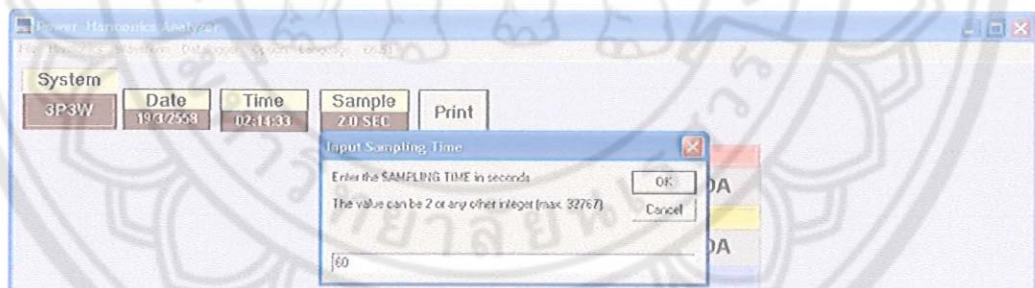 Power Harmonics Analyzer
System
3P3W
Date
19/3/2558
Time
02:14:33
Sample
2.0 SEC
Print
Input Sampling Time
Enter the SAMPLING TIME in seconds
The value can be 2 or any other integer (max. 32767)
OK
Cancel
60
DA
DA